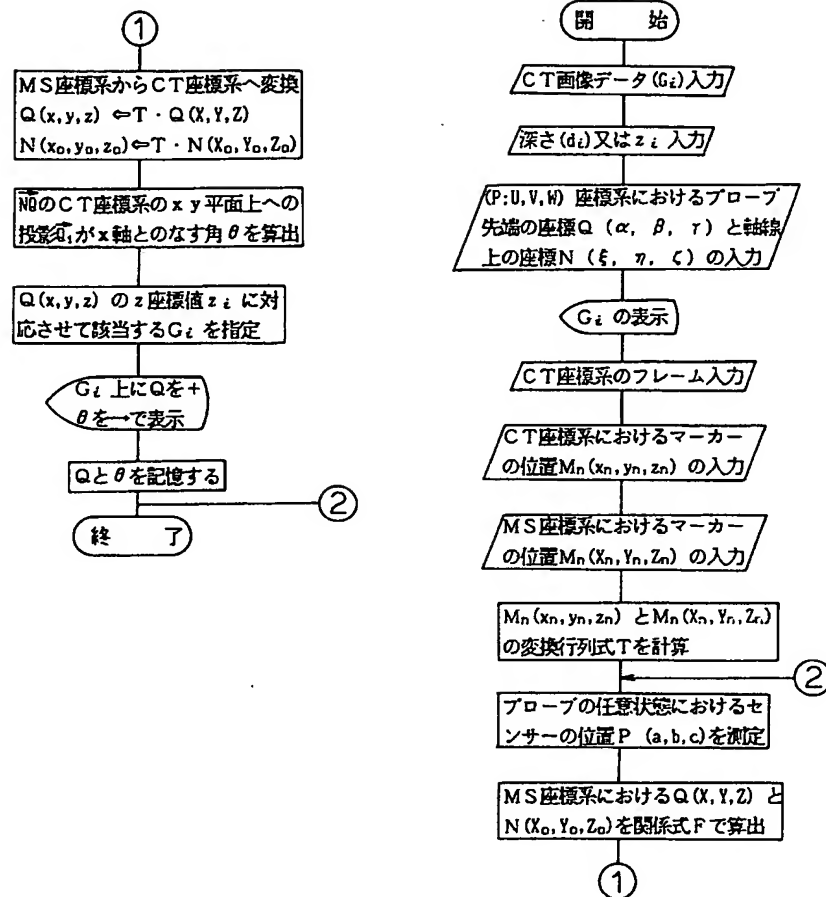 開 始
CT画像データ(Gi)入力
深さ(di)又はzi 入力
(P:U,V,W) 座標系におけるプローブ
先端の座標Q (α, β, γ) と軸線
上の座標N (ξ, η, ζ) の入力
Gi の表示
CT座標系のフレーム入力
CT座標系におけるマーカー
の位置Mn(xn,yn,zn) の入力
MS座標系におけるマーカー
の位置Mn(Xn,Yn,Zn) の入力
Mn(xn,yn,zn) とMn(Xn,Yn,Zn)
の変換行列式Tを計算
②
プローブの任意状態におけるセ
ンサーの位置P (a,b,c)を測定
MS座標系におけるQ(X,Y,Z) と
N(X₀,Y₀,Z₀)を関係式Fで算出
①
①
MS座標系からCT座標系へ変換
Q(x,y,z) ⇐T・Q(X,Y,Z)
N(x₀,y₀,z₀)⇐T・N(X₀,Y₀,Z₀)
NQのCT座標系のxy平面上への
投影Q₁がx軸とのなす角θを算出
Q(x,y,z) のz座標値zi に対
応させて該当するGi を指定
Gi 上にQを+
θを→で表示
Qとθを記憶する
②
終 了